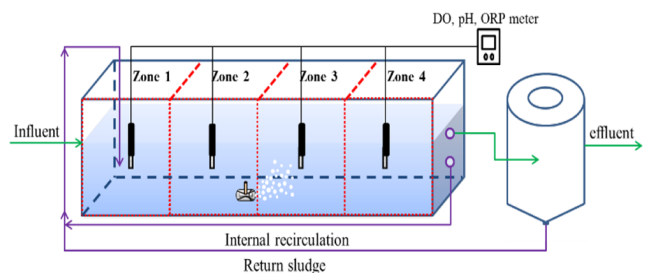 DO, pH, ORP meter
Zone 1 Zone 2 Zone 3 Zone 4
Influent
effluent
Internal recirculation
Return sludge